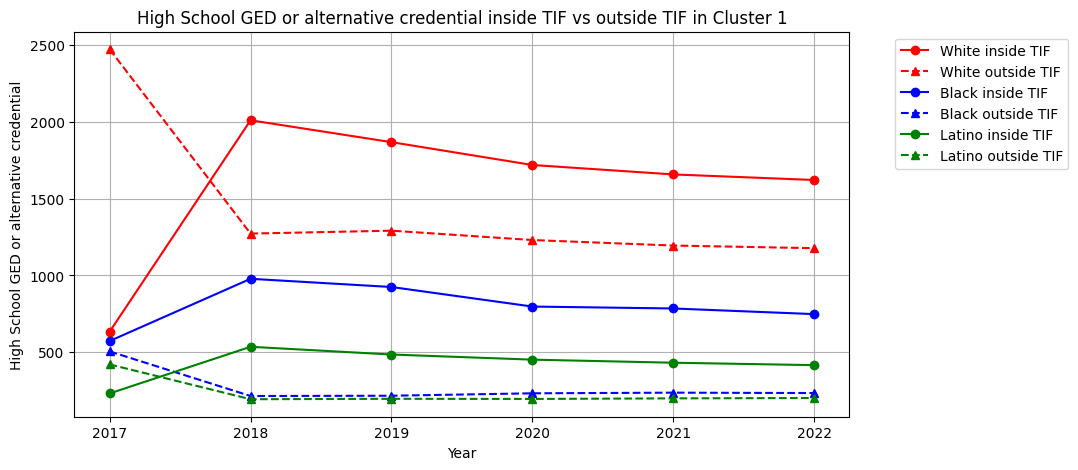 High School GED or alternative credential inside TIF vs outside TIF in Cluster 1
High School GED or alternative credential
2500
2000
1500
1000
500
2017 2018 2019 2020 2021 2022
Year
White inside TIF
White outside TIF
Black inside TIF
Black outside TIF
Latino inside TIF
Latino outside TIF